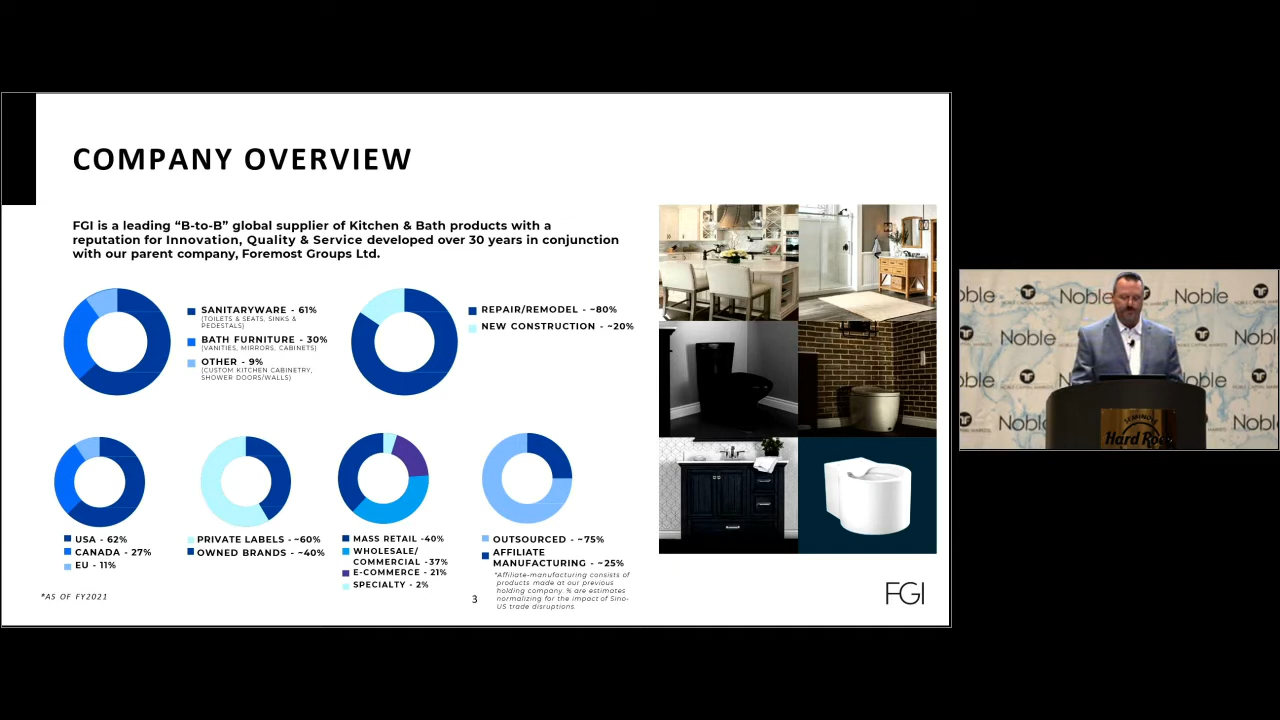 COMPANY OVERVIEW
FGI is a leading “B-to-B” global supplier of Kitchen & Bath products with a
reputation for Innovation, Quality & Service developed over 30 years in conjunction
with our parent company, Foremost Groups Ltd.
SANITARYWARE - 61%
(TOILETS & SEATS, SINKS &
PEDESTALS)
BATH FURNITURE - 30%
(VANITIES, MIRRORS, CABINETS)
OTHER - 9%
(CUSTOM KITCHEN CABINETRY,
SHOWER DOORS/WALLS)
REPAIR/REMODEL - ~80%
NEW CONSTRUCTION - ~20%
USA - 62%
CANADA - 27%
EU - 11%
PRIVATE LABELS - ~60%
OWNED BRANDS - ~40%
MASS RETAIL -40%
WHOLESALE/
COMMERCIAL -37%
E-COMMERCE - 21%
SPECIALTY - 2%
OUTSOURCED - ~75%
AFFILIATE
MANUFACTURING - ~25%
*Affiliate-manufacturing consists of
products made at our previous
holding company. % are estimates
normalizing for the impact of Sino-
US trade disruptions.
*AS OF FY2021
3
FGI
Noble
Noble
Noble
NOBLE CAPITAL MARKETS
Noble
Noble
Noble
Hard Rock